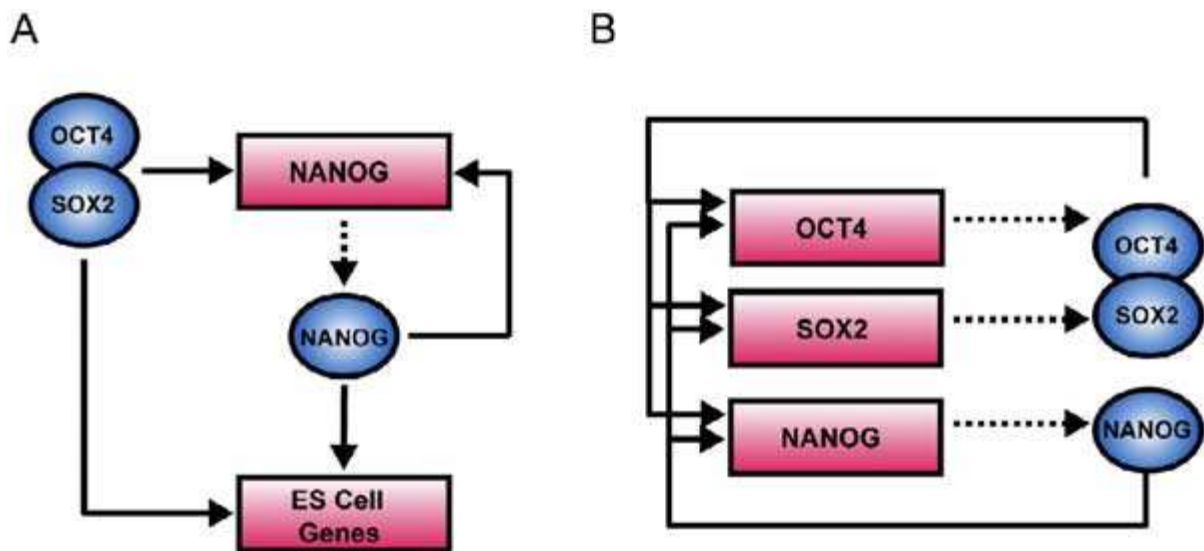 A
OCT4
SOX2
NANOG
NANOG
ES Cell
Genes
B
OCT4
SOX2
NANOG
OCT4
SOX2
NANOG